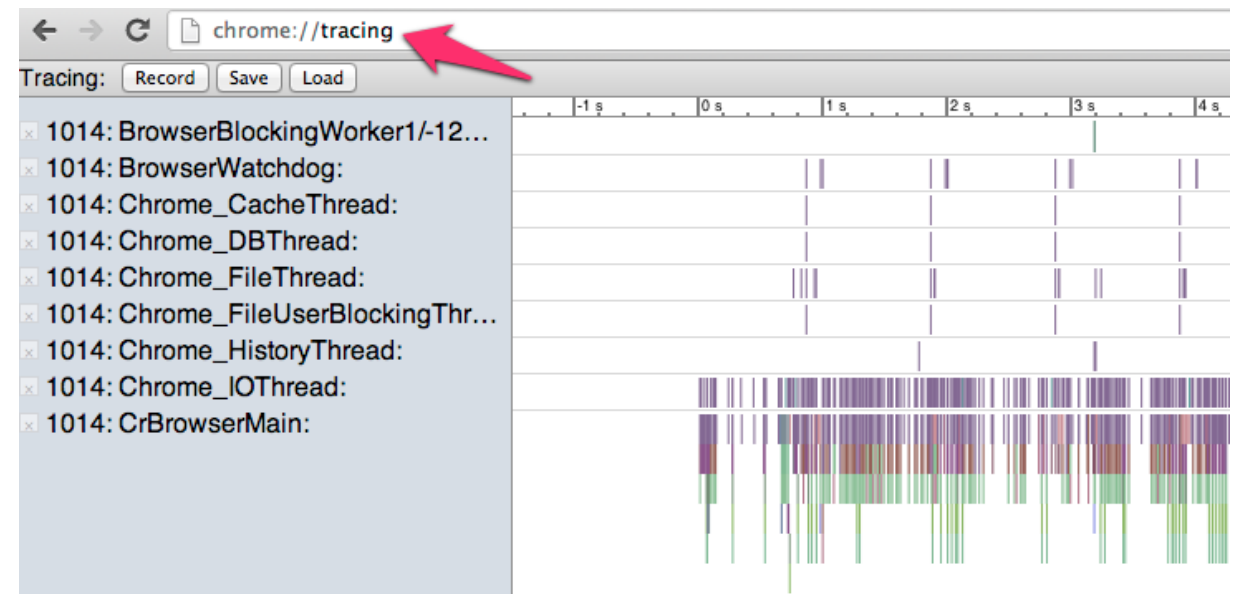 chrome://tracing
Tracing: Record Save Load
-1 s 0 s 1 s 2 s 3 s 4 s
1014: BrowserBlockingWorker1/-12...
1014: BrowserWatchdog:
1014: Chrome_CacheThread:
1014: Chrome_DBThread:
1014: Chrome_FileThread:
1014: Chrome_FileUserBlockingThr...
1014: Chrome_HistoryThread:
1014: Chrome_IOThread:
1014: CrBrowserMain: